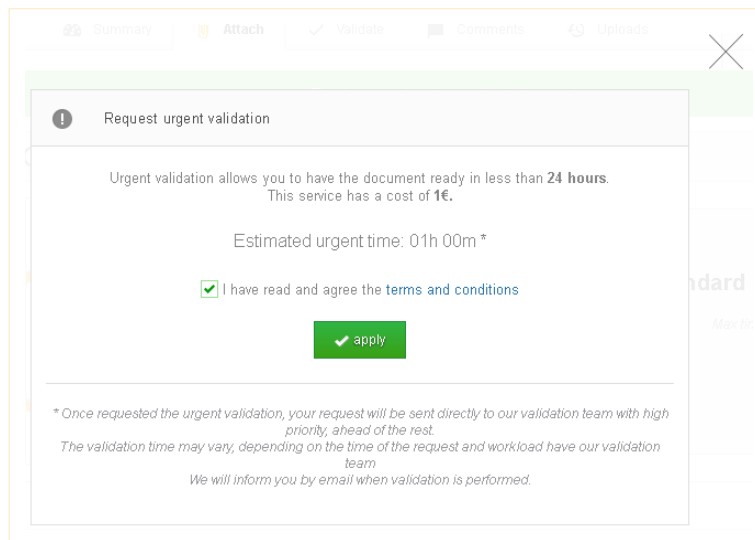 Summary Attach Validate Comments Uploads
Request urgent validation
Urgent validation allows you to have the document ready in less than 24 hours.
This service has a cost of 1€.
Estimated urgent time: 01h 00m *
I have read and agree the terms and conditions
ndard
apply
* Once requested the urgent validation, your request will be sent directly to our validation team with high
priority, ahead of the rest.
The validation time may vary, depending on the time of the request and workload have our validation
team
We will inform you by email when validation is performed.